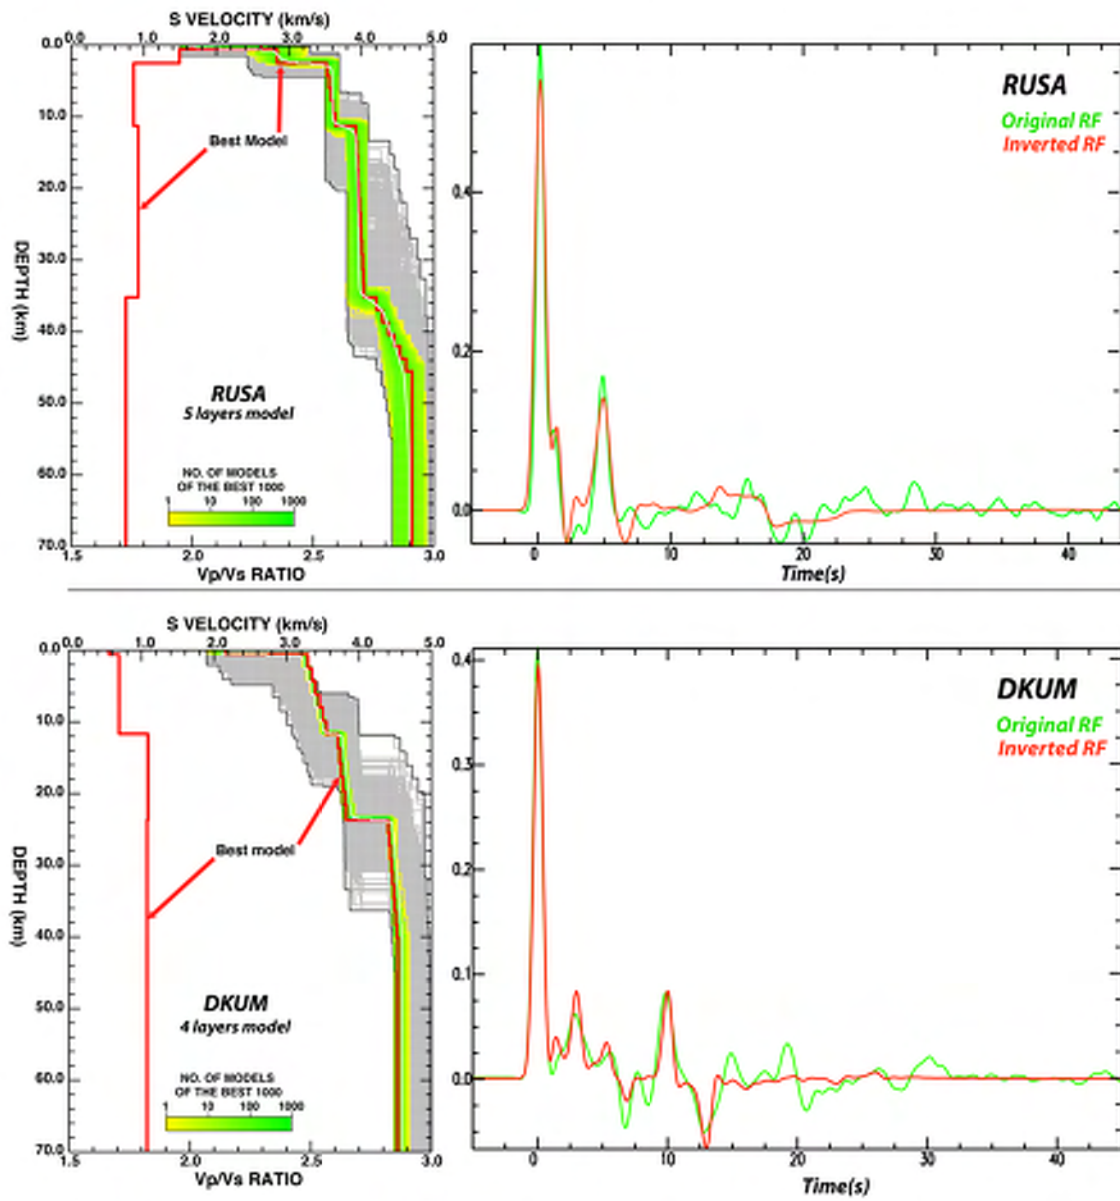 S VELOCITY (km/s)
0.0 1.0 2.0 3.0 4.0 5.0
0.0
10.0
20.0
30.0
40.0
50.0
60.0
70.0
DEPTH (km)
Best Model
RUSA
5 layers model
NO. OF MODELS
OF THE BEST 1000
1 10 100 1000
1.5 2.0 2.5 3.0
Vp/Vs RATIO
RUSA
Original RF
Inverted RF
0.4
0.2
0.0
0 10 20 30 40
Time(s)
S VELOCITY (km/s)
0.0 1.0 2.0 3.0 4.0 5.0
0.0
10.0
20.0
30.0
40.0
50.0
60.0
70.0
DEPTH (km)
Best model
DKUM
4 layers model
NO. OF MODELS
OF THE BEST 1000
1 10 100 1000
1.5 2.0 2.5 3.0
Vp/Vs RATIO
DKUM
Original RF
Inverted RF
0.4
0.3
0.2
0.1
0.0
0 10 20 30 40
Time(s)